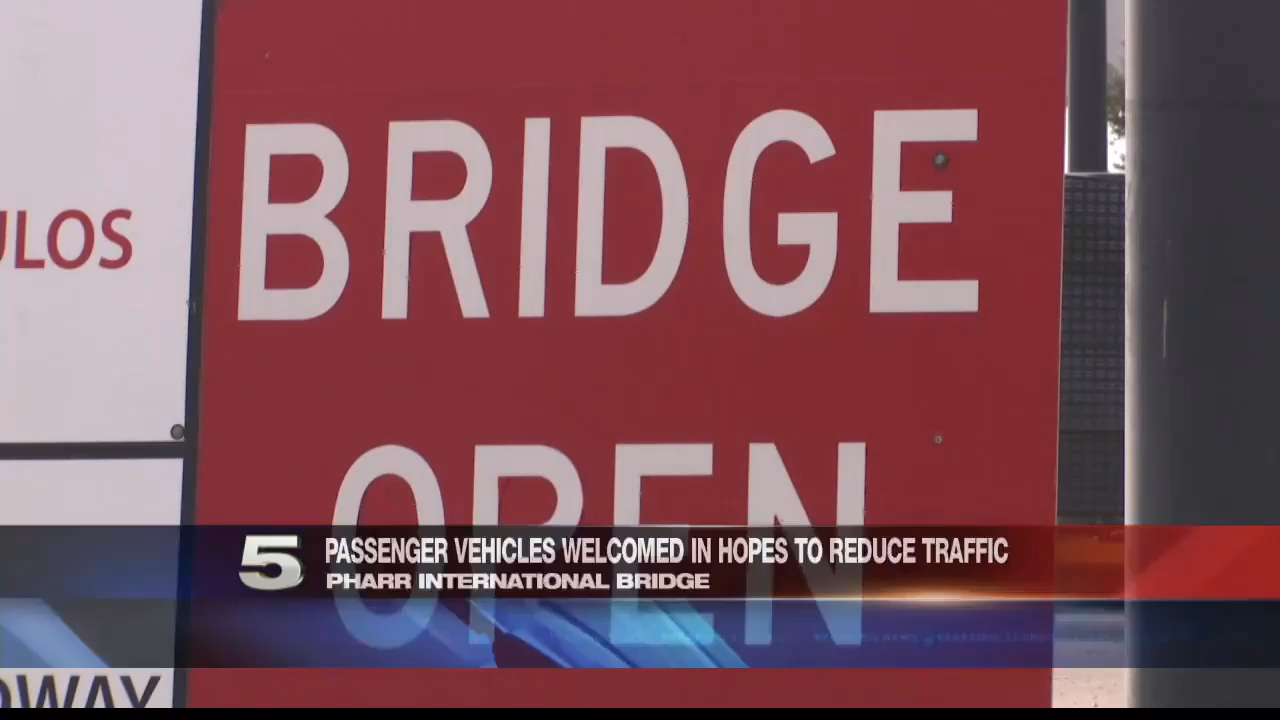 BRIDGE
ULOS
OPEN
5
PASSENGER VEHICLES WELCOMED IN HOPES TO REDUCE TRAFFIC
PHARR INTERNATIONAL BRIDGE
DWAY